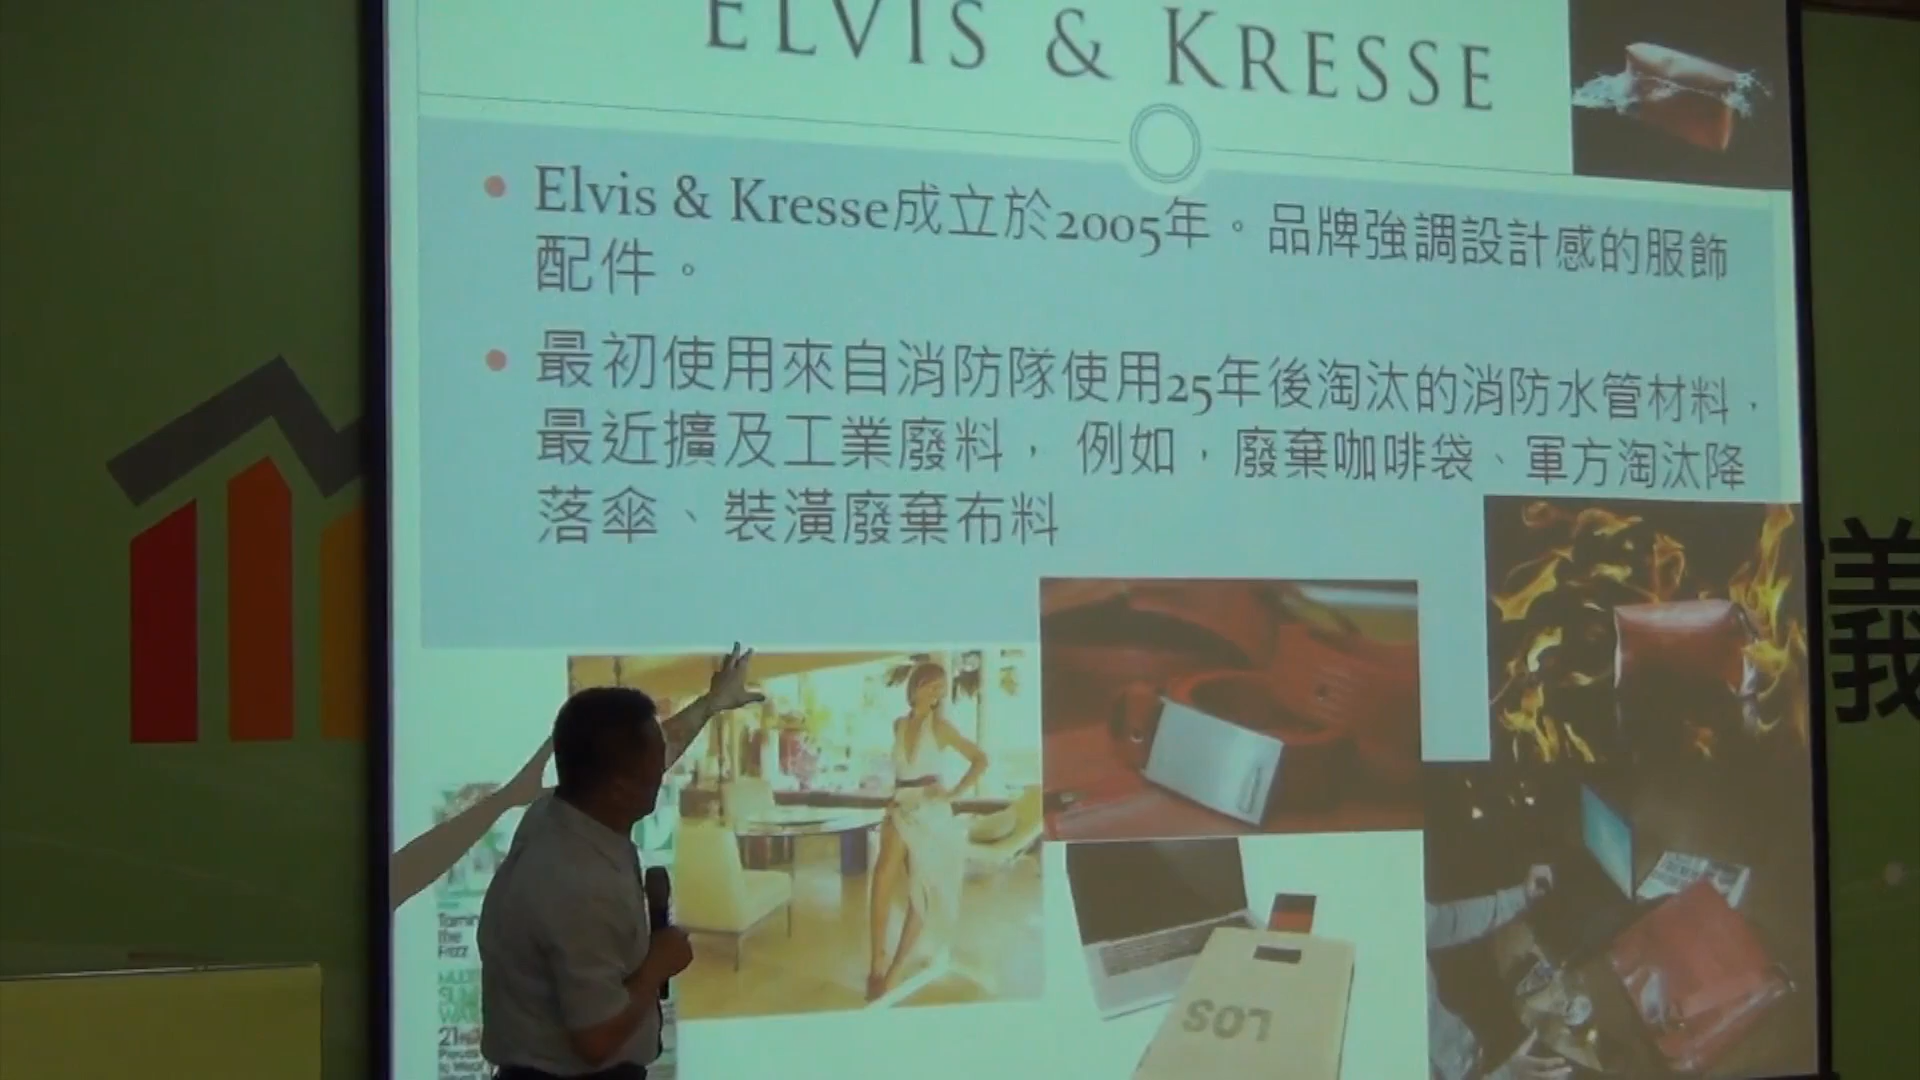 ELVIS & KRESSE
Elvis & Kresse成立於2005年。品牌強調設計感的服飾
配件。
最初使用來自消防隊使用25年後淘汰的消防水管材料，
最近擴及工業廢料， 例如，廢棄咖啡袋、軍方淘汰降
落傘、裝潢廢棄布料
義
我
the
LOS